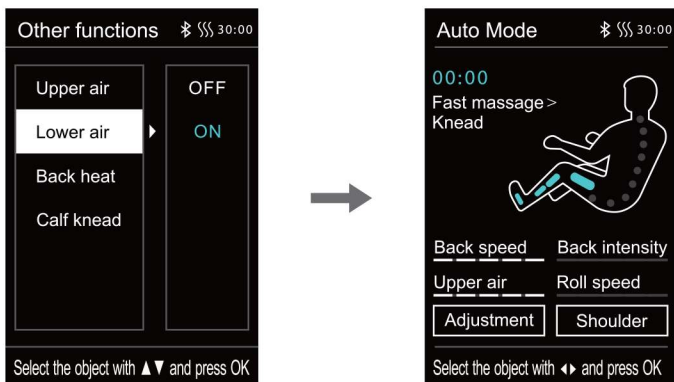 Other functions 30:00
Upper air OFF
Lower air ON
Back heat
Calf knead
Select the object with ▲▼ and press OK
Auto Mode 30:00
00:00
Fast massage >
Knead
Back speed Back intensity
Upper air Roll speed
Adjustment Shoulder
Select the object with ◂▸ and press OK